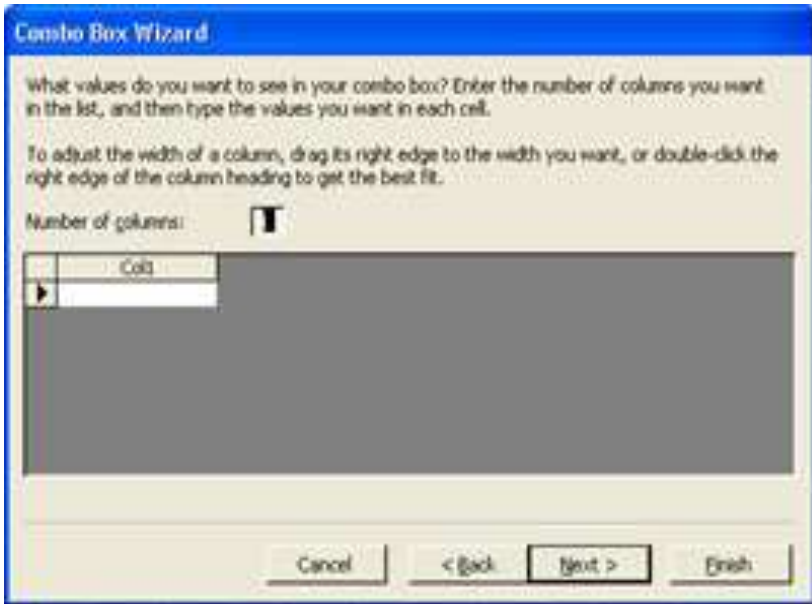 Combo Box Wizard
What values do you want to see in your combo box? Enter the number of columns you want
in the list, and then type the values you want in each cell.
To adjust the width of a column, drag its right edge to the width you want, or double-click the
right edge of the column heading to get the best fit.
Number of columns: 1
Col1
Cancel < Back Next > Finish